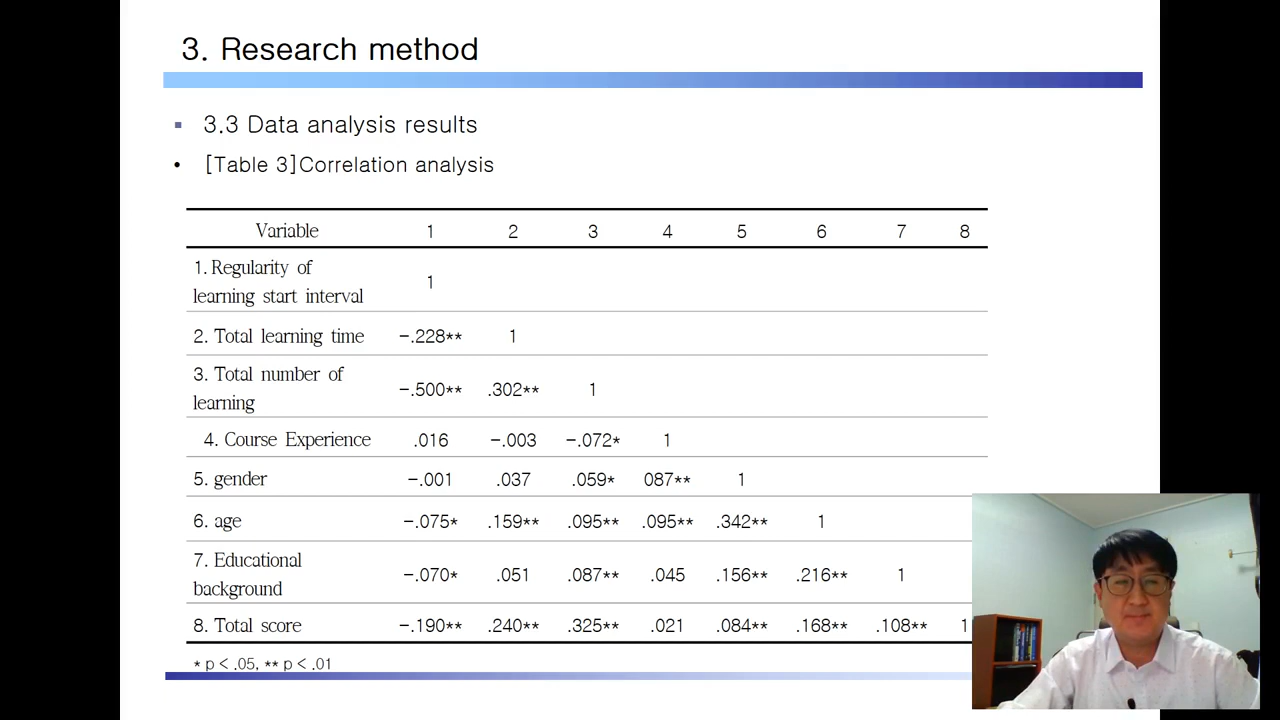 3. Research method
3.3 Data analysis results
[Table 3]Correlation analysis
Variable 1 2 3 4 5 6 7 8
1. Regularity of
learning start interval 1
2. Total learning time -.228** 1
3. Total number of
learning -.500** .302** 1
4. Course Experience .016 -.003 -.072* 1
5. gender -.001 .037 .059* 087** 1
6. age -.075* .159** .095** .095** .342** 1
7. Educational
background -.070* .051 .087** .045 .156** .216** 1
8. Total score -.190** .240** .325** .021 .084** .168** .108** 1
* p < .05, ** p < .01